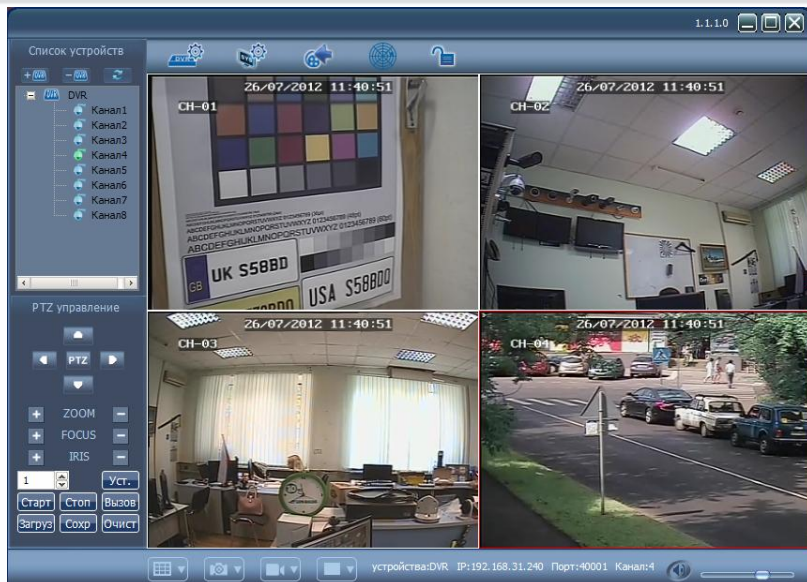 1.1.1.0
Список устройств
DVR
Канал1
Канал2
Канал3
Канал4
Канал5
Канал6
Канал7
Канал8
PTZ управление
PTZ
ZOOM
FOCUS
IRIS
1
Уст.
Старт Стоп Вызов
Загруз Сохр Очист
26/07/2012 11:40:51
CH-01
ABCDEFGHIJKLMNOPQRSTUVWXYZ 0123456789
UK S58BD
GB
USA S58BDO
26/07/2012 11:40:51
CH-02
26/07/2012 11:40:51
CH-03
26/07/2012 11:40:51
CH-04
устройства:DVR IP:192.168.31.240 Порт:40001 Канал:4